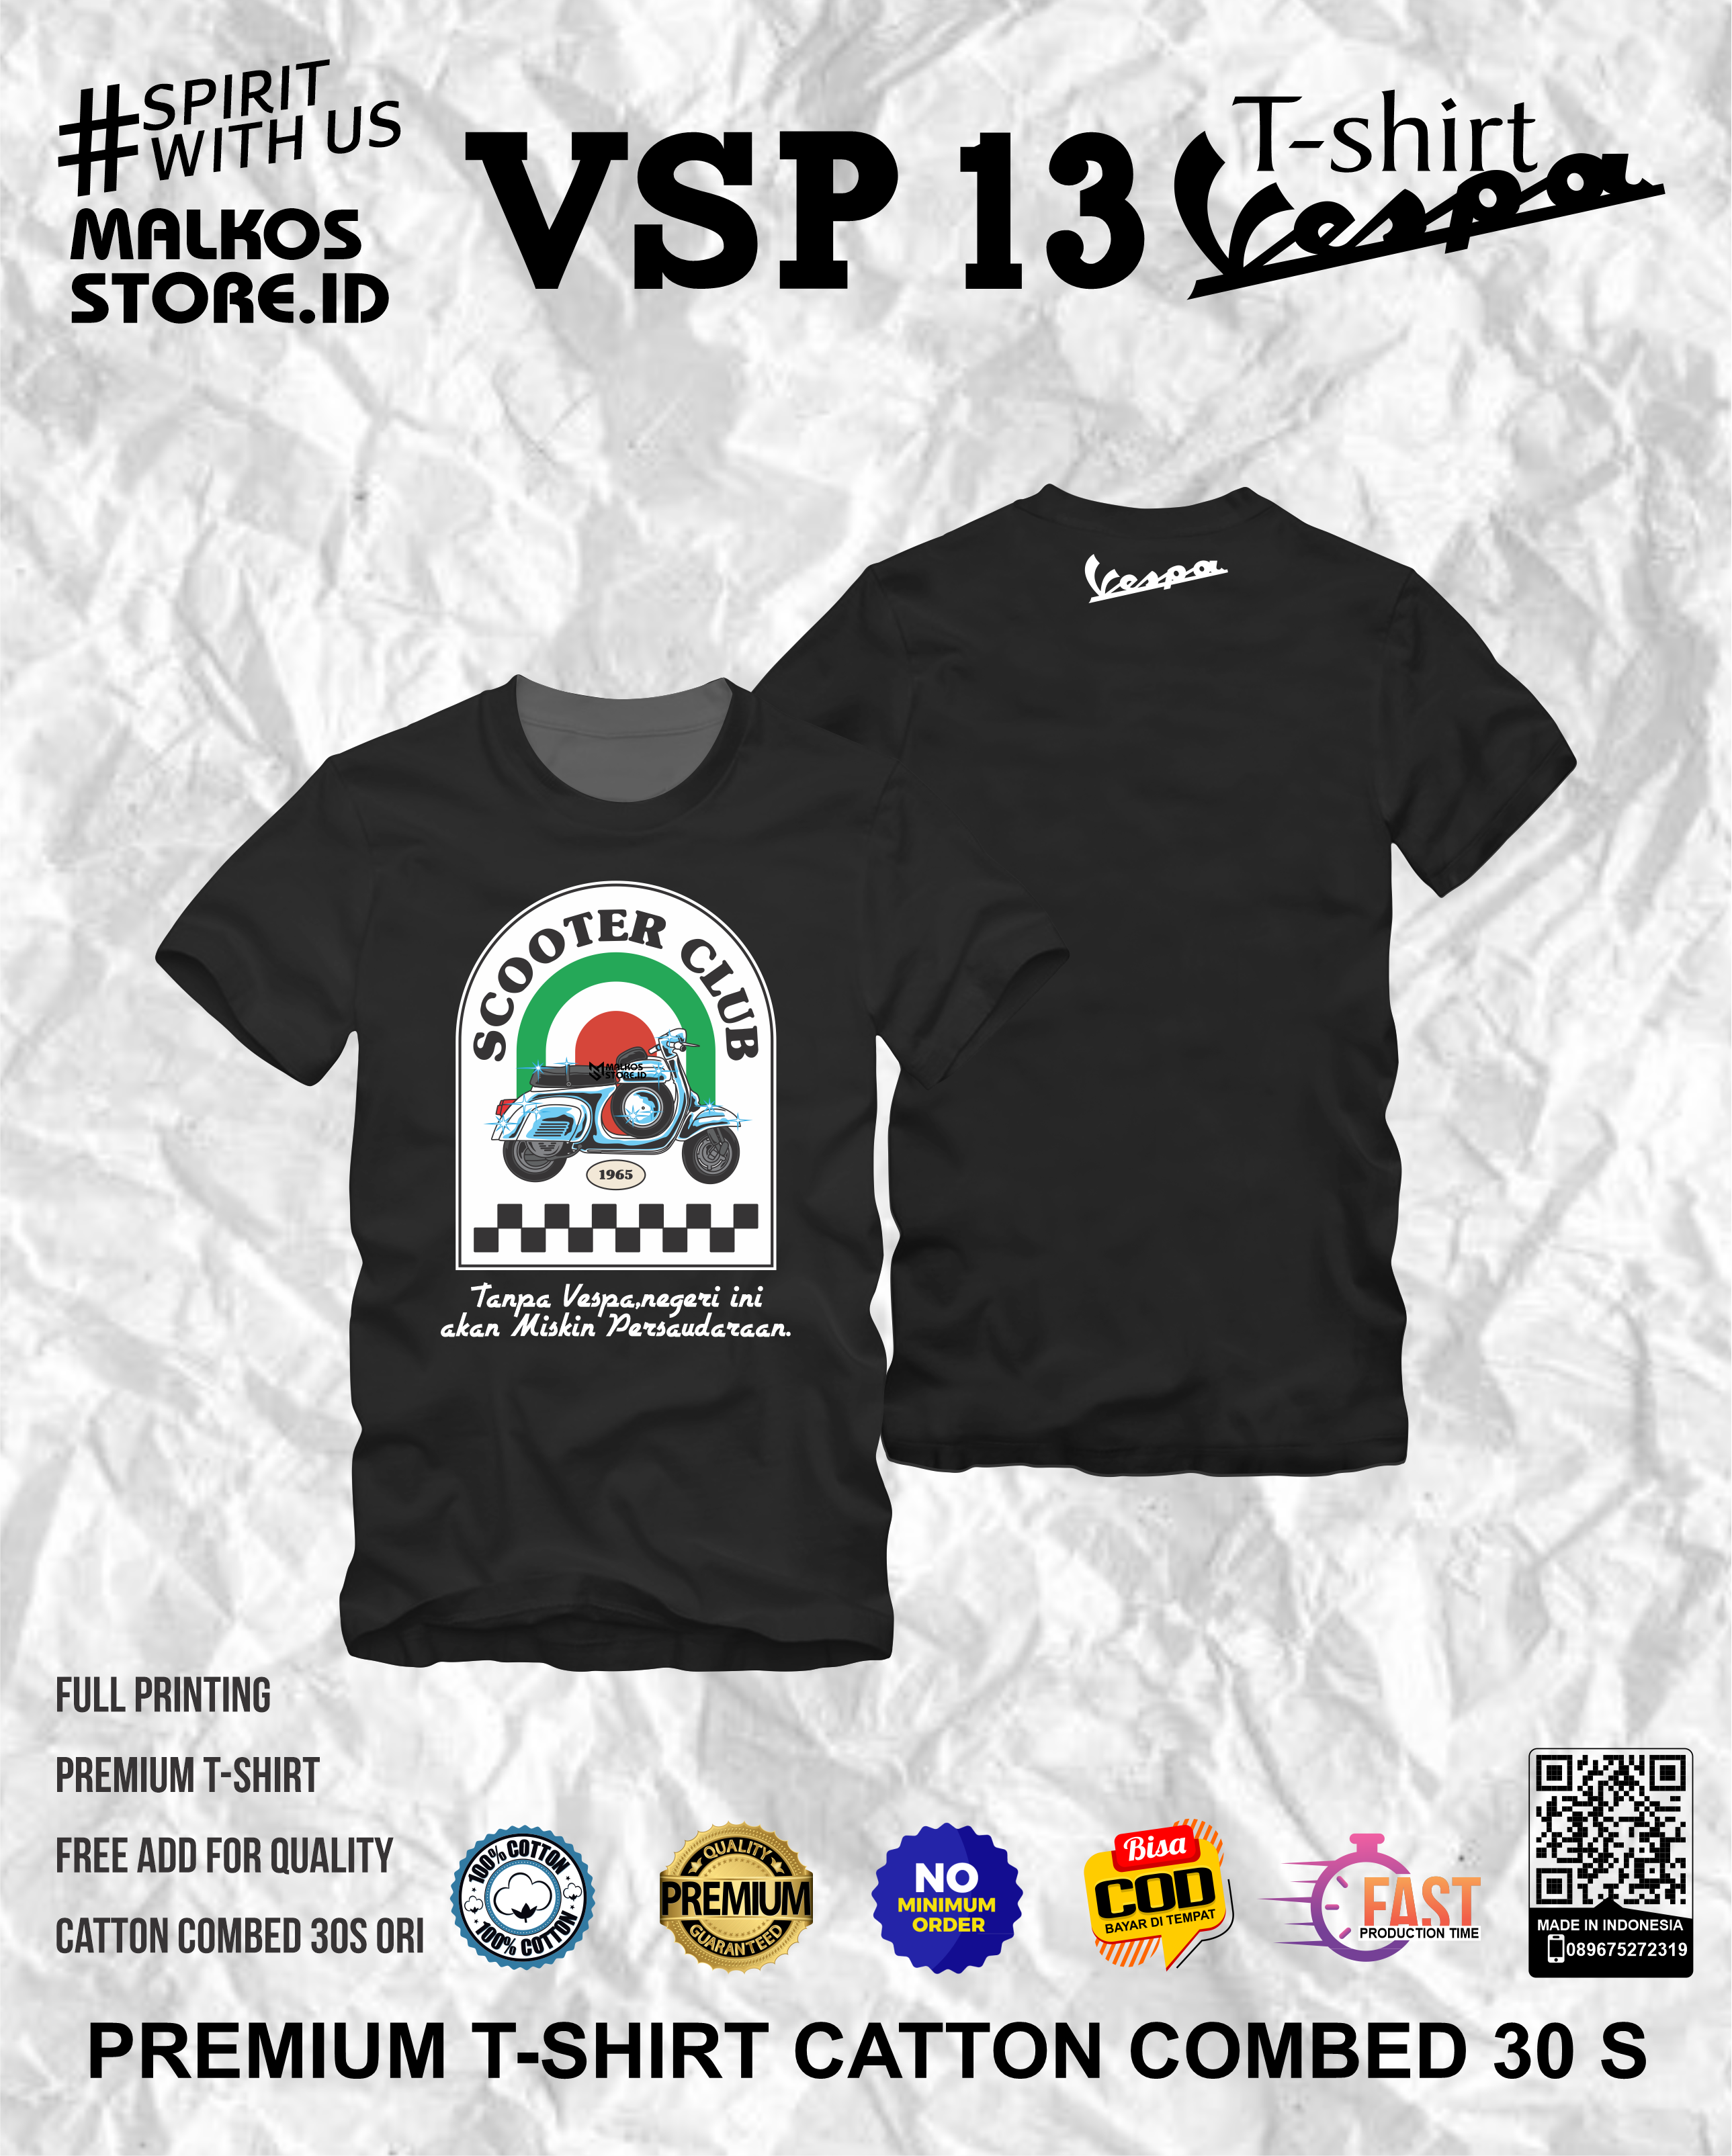 #SPIRIT
WITH US
MALKOS
STORE.ID
VSP 13
T-shirt
Vespa
Vespa
SCOOTER CLUB
MALKOS
STORE.ID
1965
Tanpa Vespa,negeri ini
akan Miskin Persaudaraan.
FULL PRINTING
PREMIUM T-SHIRT
FREE ADD FOR QUALITY
CATTON COMBED 30S ORI
100% COTTON
100% COTTON
QUALITY
PREMIUM
GUARANTEED
NO
MINIMUM
ORDER
Bisa
COD
BAYAR DI TEMPAT
FAST
PRODUCTION TIME
MADE IN INDONESIA
089675272319
PREMIUM T-SHIRT CATTON COMBED 30 S